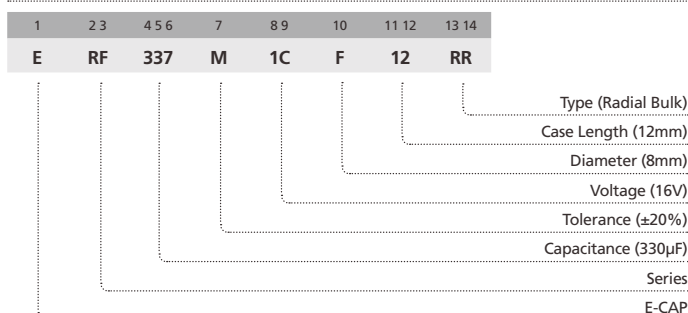 1 2 3 4 5 6 7 8 9 10 11 12 13 14
E RF 337 M 1C F 12 RR
Type (Radial Bulk)
Case Length (12mm)
Diameter (8mm)
Voltage (16V)
Tolerance (±20%)
Capacitance (330µF)
Series
E-CAP